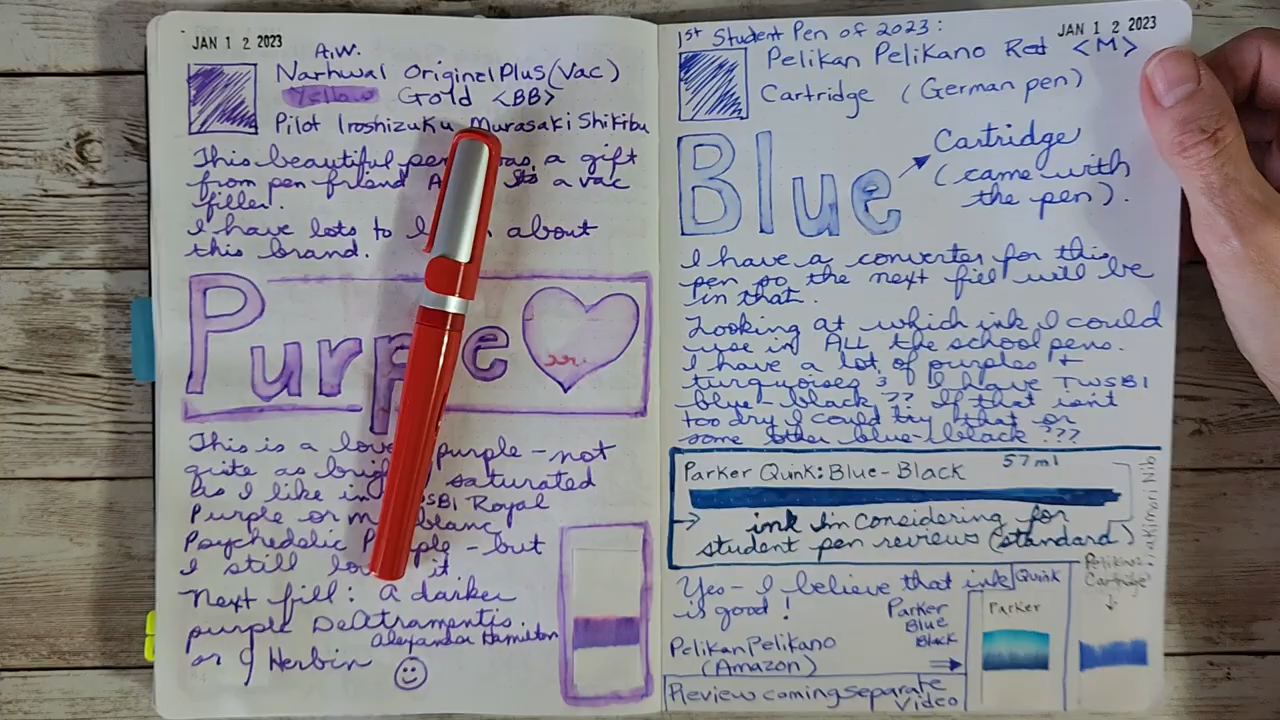 JAN 1 2 2023
A.W.
Narhwal Original Plus (Vac)
Yellow Gold <BB>
Pilot Iroshizuku Murasaki Shikibu
This beautiful pen was a gift
from pen friend A Its a vac
filler.
I have lots to about
this brand.
Purple
This is a purple - not
quite as saturated
as I like in Royal
Purple or
Psychedelic - but
I still it
Next fill: A darker
purple DeAtramentis.
Alexander Hamilton
or J Herbin
1st Student Pen of 2023:
JAN 1 2 2023
Pelikan Pelikano Red <M>
Cartridge (German pen)
Blue
Cartridge
(came with
the pen).
I have a converter for this
pen so the next fill will be
in that.
Looking at which ink I could
use in ALL the school pens.
I have a lot of purples +
turquoises I have TWSBI
blue-black ?? If that isn't
too dry I could try that or
some other blue-black ???
Parker Quink: Blue-Black 57ml
ink Im considering for
student pen reviews (standard)
Nib
Yes - I believe that ink
is good!
Parker
Blue
Black
Quink
Parker
Pelikano
Cartridge
Pelikan Pelikano
(Amazon)
Review coming separate
video